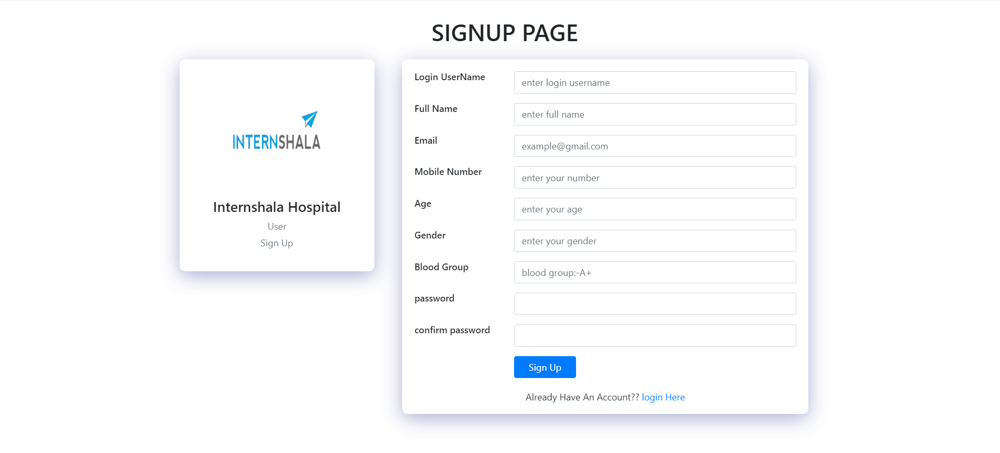 SIGNUP PAGE
INTERNSHALA
Internshala Hospital
User
Sign Up
Login UserName
enter login username
Full Name
enter full name
Email
example@gmail.com
Mobile Number
enter your number
Age
enter your age
Gender
enter your gender
Blood Group
blood group:-A+
password
confirm password
Sign Up
Already Have An Account?? login Here